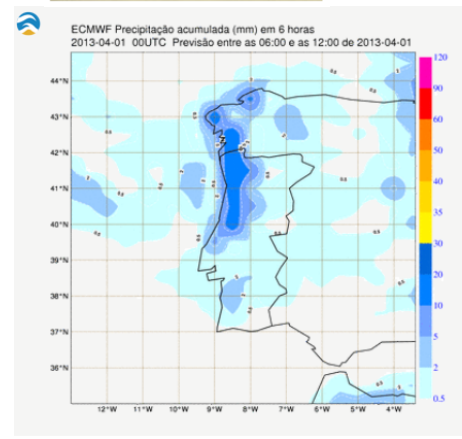 ECMWF Precipitação acumulada (mm) em 6 horas
2013-04-01 00UTC Previsão entre as 06:00 e as 12:00 de 2013-04-01
120
90
60
50
40
35
30
20
10
5
2
0.5
44°N
43°N
42°N
41°N
40°N
39°N
38°N
37°N
36°N
12°W 11°W 10°W 9°W 8°W 7°W 6°W 5°W 4°W